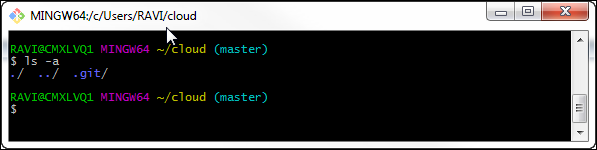 MINGW64:/c/Users/RAVI/cloud
RAVI@CMXLVQ1 MINGW64 ~/cloud (master)
$ ls -a
./  ../  .git/
RAVI@CMXLVQ1 MINGW64 ~/cloud (master)
$